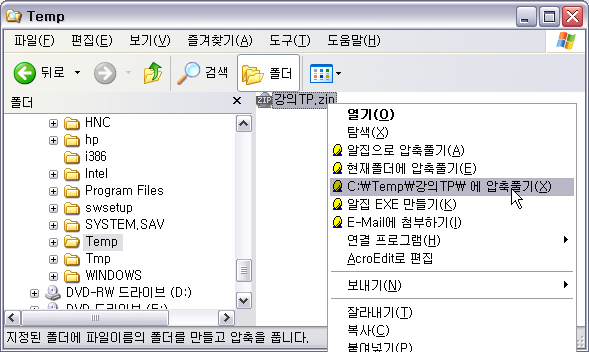 Temp
파일(F) 편집(E) 보기(V) 즐겨찾기(A) 도구(T) 도움말(H)
뒤로 검색 폴더
폴더
HNC
hp
i386
Intel
Program Files
swsetup
SYSTEM.SAV
Temp
Tmp
WINDOWS
DVD-RW 드라이브 (D:)
DVD 드라이브 (E:)
ZIP 강의TP.zip
열기(O)
탐색(X)
알집으로 압축풀기(A)
현재폴더에 압축풀기(E)
C:\Temp\강의TP\ 에 압축풀기(X)
알집 EXE 만들기(K)
E-Mail에 첨부하기(I)
연결 프로그램(H)
AcroEdit로 편집
보내기(N)
잘라내기(T)
복사(C)
붙여넣기(P)
지정된 폴더에 파일이름의 폴더를 만들고 압축을 풉니다.